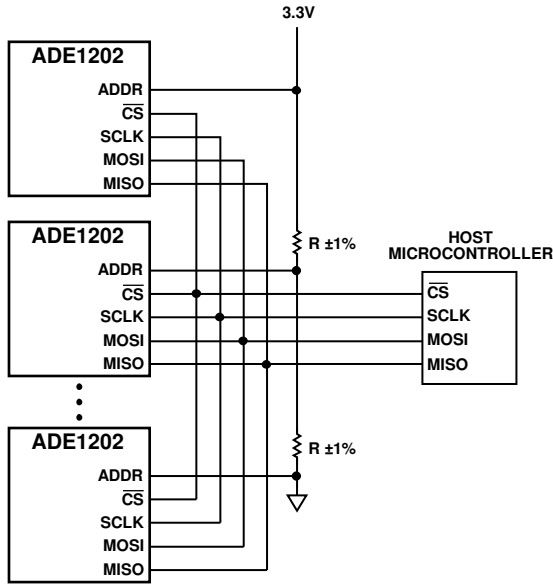 3.3V
ADE1202
ADDR
CS
SCLK
MOSI
MISO
ADE1202
ADDR
CS
SCLK
MOSI
MISO
R ±1%
HOST
MICROCONTROLLER
CS
SCLK
MOSI
MISO
ADE1202
ADDR
CS
SCLK
MOSI
MISO
R ±1%